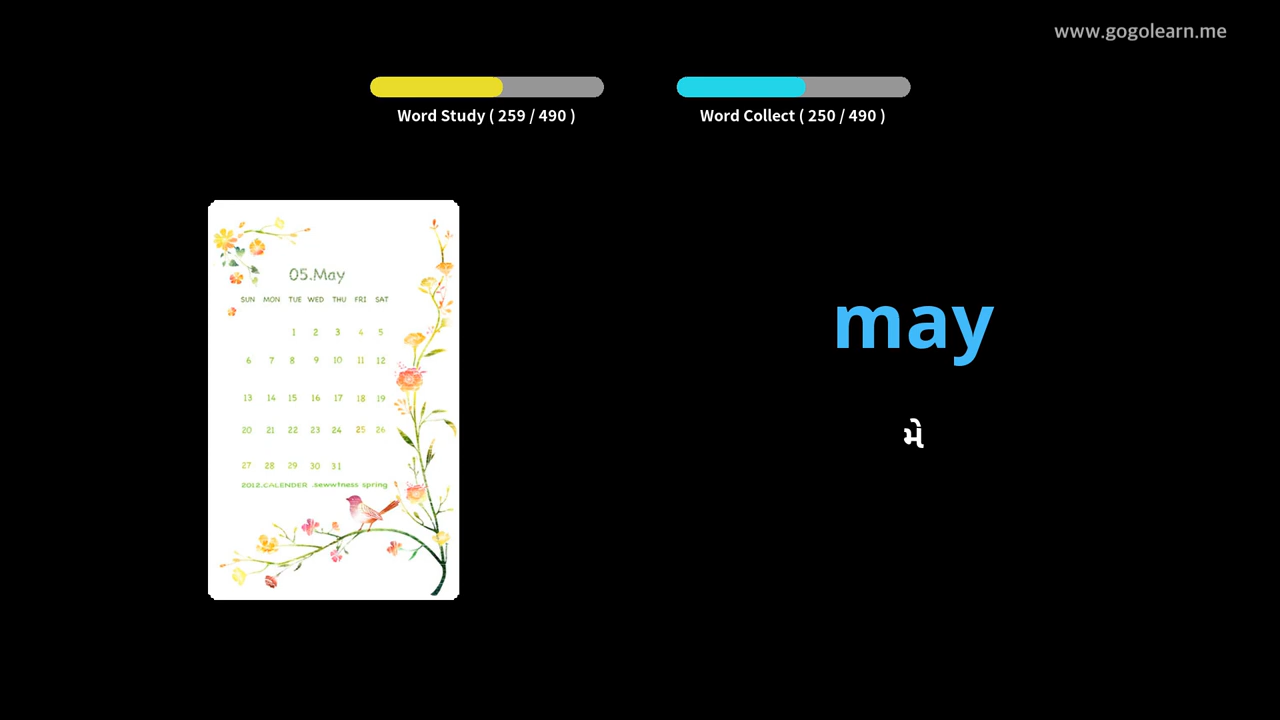 www.gogolearn.me
Word Study ( 259 / 490 )
Word Collect ( 250 / 490 )
05.May
SUN MON TUE WED THU FRI SAT
1 2 3 4 5
6 7 8 9 10 11 12
13 14 15 16 17 18 19
20 21 22 23 24 25 26
27 28 29 30 31
2012.CALENDER .sewwtness spring
may
મે